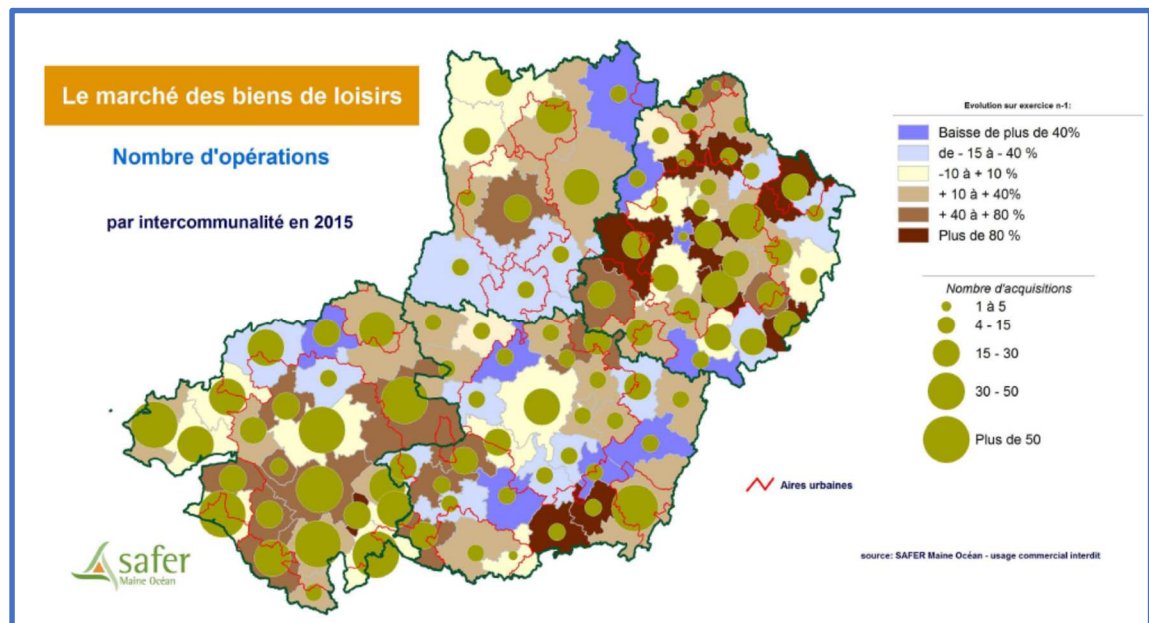 Le marché des biens de loisirs
Nombre d'opérations
par intercommunalité en 2015
Evolution sur exercice n-1:
Baisse de plus de 40%
de - 15 à - 40 %
-10 à + 10 %
+ 10 à + 40%
+ 40 à + 80 %
Plus de 80 %
Nombre d'acquisitions
1 à 5
4 - 15
15 - 30
30 - 50
Plus de 50
Aires urbaines
safer
Maine Océan
source: SAFER Maine Océan - usage commercial interdit